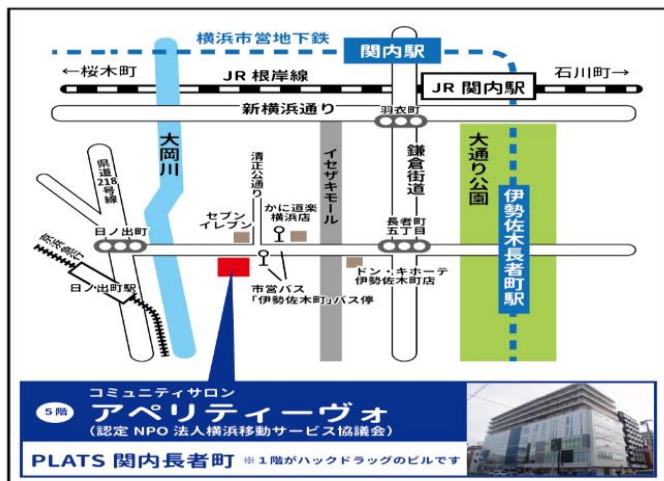 横浜市営地下鉄
関内駅
←桜木町
JR 根岸線
JR 関内駅
石川町→
新横浜通り
羽衣町
大岡川
県道218号線
清正公通り
イセザキモール
鎌倉街道
大通り公園
伊勢佐木長者町駅
セブン
イレブン
かに道楽
横浜店
日ノ出町
長者町
五丁目
京浜急行
日ノ出町駅
市営バス
「伊勢佐木町」バス停
ドン・キホーテ
伊勢佐木町店
コミュニティサロン
5階
アペリティーヴォ
(認定 NPO 法人横浜移動サービス協議会)
PLATS 関内長者町 ※1階がハックドラッグのビルです